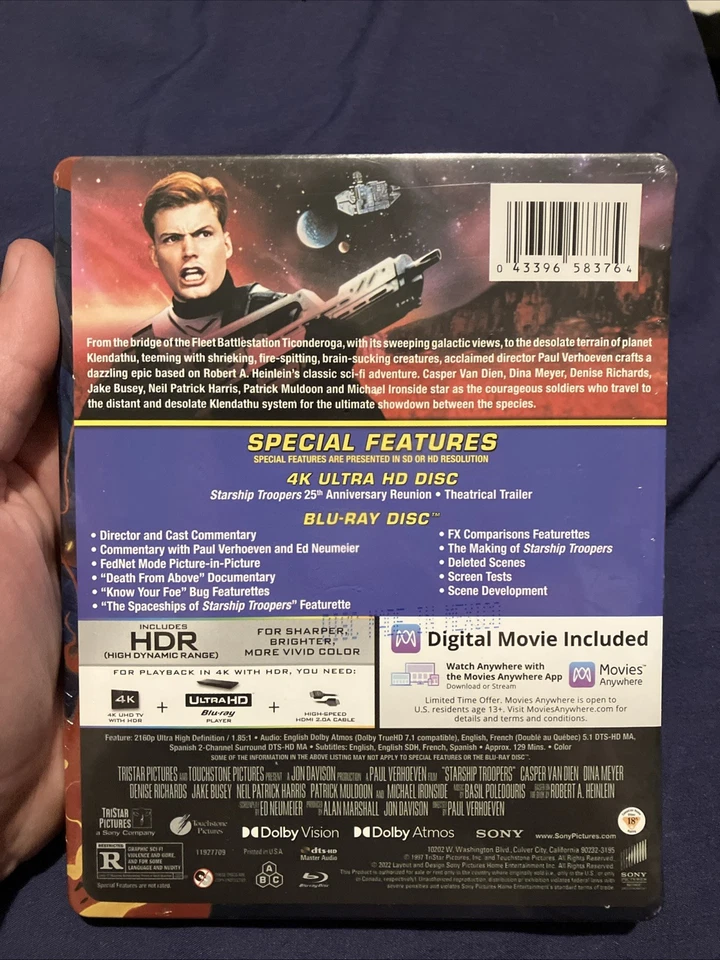 0 43396 58376 4
From the bridge of the Fleet Battlestation Ticonderoga, with its sweeping galactic views, to the desolate terrain of planet
Klendathu, teeming with shrieking, fire-spitting, brain-sucking creatures, acclaimed director Paul Verhoeven crafts a
dazzling epic based on Robert A. Heinlein's classic sci-fi adventure. Casper Van Dien, Dina Meyer, Denise Richards,
Jake Busey, Neil Patrick Harris, Patrick Muldoon and Michael Ironside star as the courageous soldiers who travel to
the distant and desolate Klendathu system for the ultimate showdown between the species.
SPECIAL FEATURES
SPECIAL FEATURES ARE PRESENTED IN SD OR HD RESOLUTION
4K ULTRA HD DISC
Starship Troopers 25th Anniversary Reunion • Theatrical Trailer
BLU-RAY DISC™
• Director and Cast Commentary
• Commentary with Paul Verhoeven and Ed Neumeier
• FedNet Mode Picture-in-Picture
• "Death From Above" Documentary
• "Know Your Foe" Bug Featurettes
• "The Spaceships of Starship Troopers" Featurette
• FX Comparisons Featurettes
• The Making of Starship Troopers
• Deleted Scenes
• Screen Tests
• Scene Development
DISC MADE IN MEXICO
INCLUDES
HDR
(HIGH DYNAMIC RANGE)
FOR SHARPER,
BRIGHTER,
MORE VIVID COLOR
FOR PLAYBACK IN 4K WITH HDR, YOU NEED:
4K
4K UHD TV
WITH HDR
+
ULTRA HD
Blu-ray
PLAYER
+
HIGH-SPEED
HDMI 2.0A CABLE
Digital Movie Included
Watch Anywhere with
the Movies Anywhere App
Download or Stream
Movies™
Anywhere
Limited Time Offer. Movies Anywhere is open to
U.S. residents age 13+. Visit MoviesAnywhere.com for
details and terms and conditions.
Feature: 2160p Ultra High Definition / 1.85:1 • Audio: English Dolby Atmos (Dolby TrueHD 7.1 compatible), English, French (Doublé au Québec) 5.1 DTS-HD MA,
Spanish 2-Channel Surround DTS-HD MA • Subtitles: English, English SDH, French, Spanish • Approx. 129 Mins. • Color
SOME OF THE INFORMATION IN THE ABOVE LISTING MAY NOT APPLY TO SPECIAL FEATURES OR THE BLU-RAY DISC™.
TRISTAR PICTURES AND TOUCHSTONE PICTURES PRESENT A JON DAVISON PRODUCTION A PAUL VERHOEVEN FILM "STARSHIP TROOPERS" CASPER VAN DIEN DINA MEYER
DENISE RICHARDS JAKE BUSEY NEIL PATRICK HARRIS PATRICK MULDOON AND MICHAEL IRONSIDE MUSIC BY BASIL POLEDOURIS BASED ON THE BOOK BY ROBERT A. HEINLEIN
SCREENPLAY BY ED NEUMEIER PRODUCED BY ALAN MARSHALL JON DAVISON DIRECTED BY PAUL VERHOEVEN
TRISTAR
PICTURES
a Sony Company
Touchstone
Pictures
Dolby Vision
Dolby Atmos
SONY
www.SonyPictures.com
18
RESTRICTED
R
GRAPHIC SCI-FI
VIOLENCE AND GORE,
AND FOR SOME
LANGUAGE AND NUDITY
Special Features are not rated.
11927709
Printed in U.S.A.
A
B
C
dts-HD
Master Audio
Blu-ray Disc
10202 W. Washington Blvd., Culver City, California 90232-3195
© 1997 TriStar Pictures, Inc. and Touchstone Pictures. All Rights Reserved.
© 2022 Layout and Design Sony Pictures Home Entertainment Inc. All Rights Reserved.
SONY
PICTURES